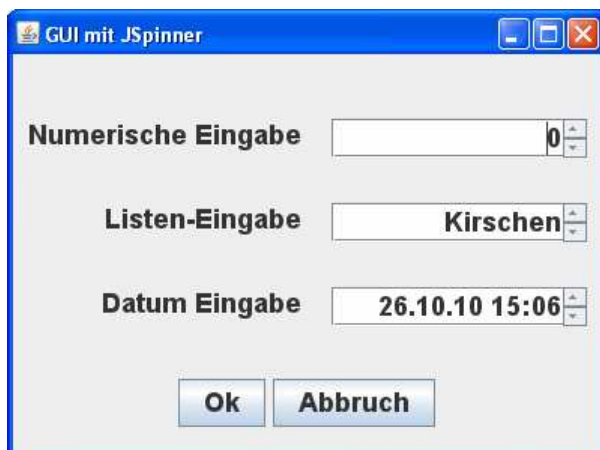 GUI mit JSpinner
Numerische Eingabe 0
Listen-Eingabe Kirschen
Datum Eingabe 26.10.10 15:06
Ok Abbruch